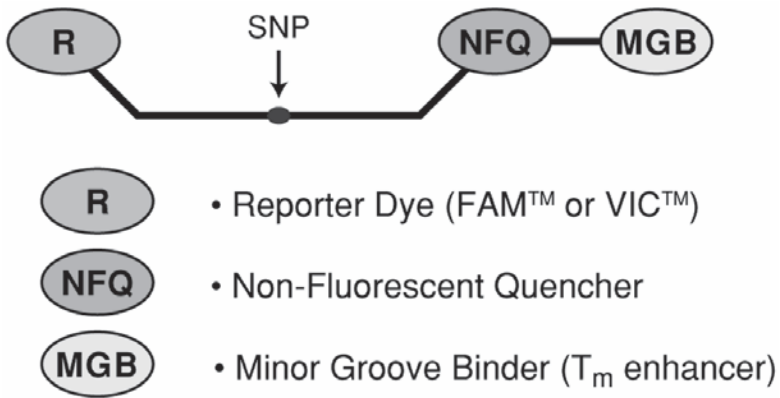 R SNP NFQ MGB
R • Reporter Dye (FAM™ or VIC™)
NFQ • Non-Fluorescent Quencher
MGB • Minor Groove Binder (Tm enhancer)